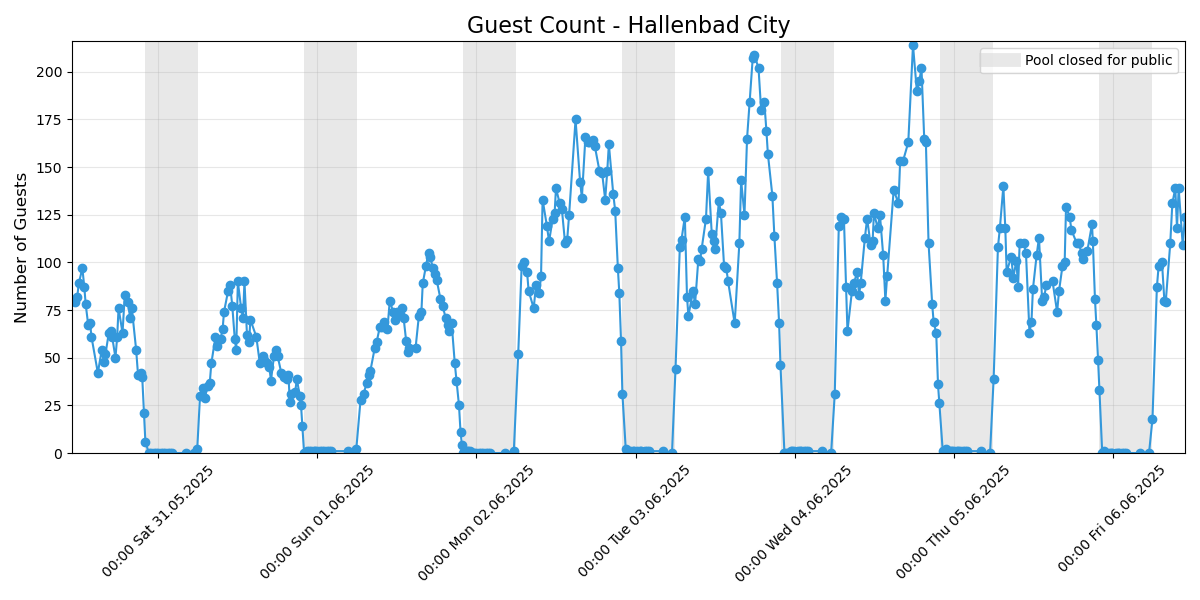 Guest Count - Hallenbad City
Pool closed for public
Number of Guests
200
175
150
125
100
75
50
25
0
00:00 Sat 31.05.2025
00:00 Sun 01.06.2025
00:00 Mon 02.06.2025
00:00 Tue 03.06.2025
00:00 Wed 04.06.2025
00:00 Thu 05.06.2025
00:00 Fri 06.06.2025